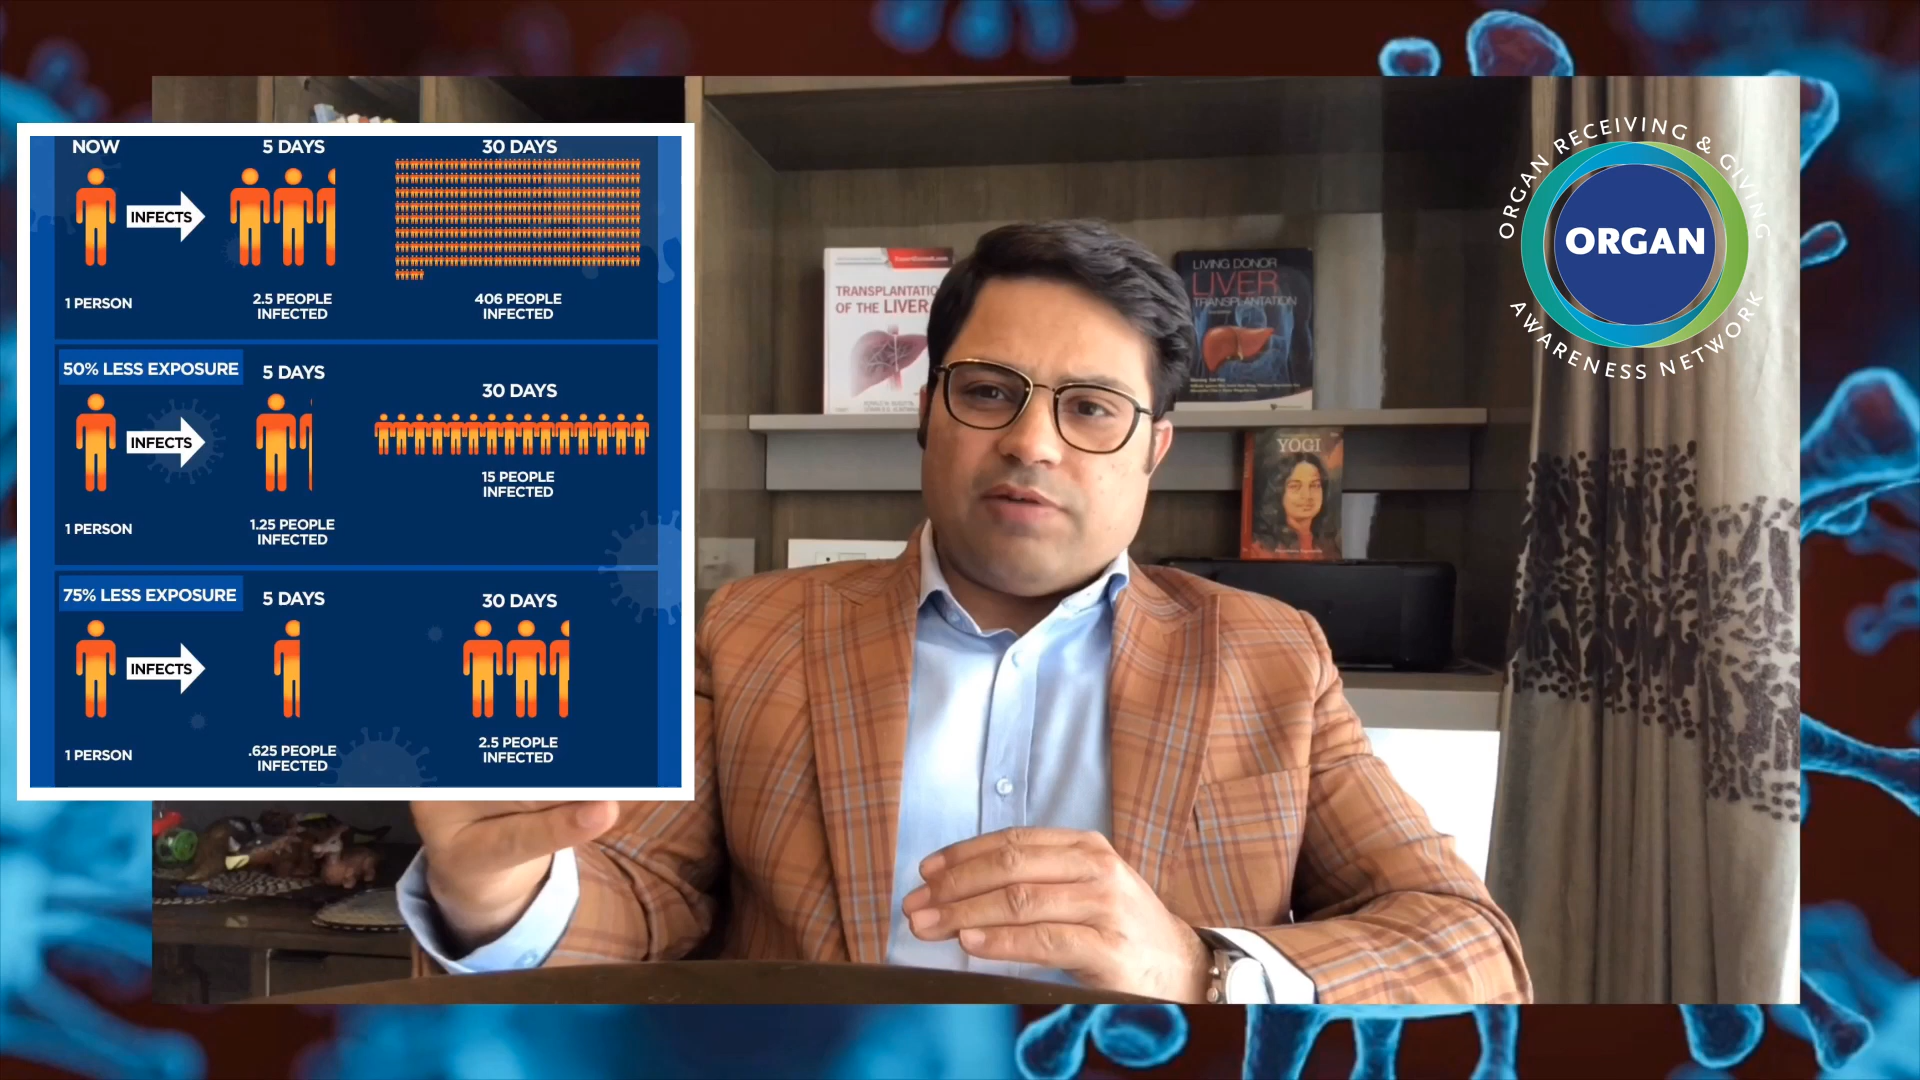 NOW
5 DAYS
30 DAYS
INFECTS
1 PERSON
2.5 PEOPLE
INFECTED
406 PEOPLE
INFECTED
50% LESS EXPOSURE
5 DAYS
30 DAYS
INFECTS
1 PERSON
1.25 PEOPLE
INFECTED
15 PEOPLE
INFECTED
75% LESS EXPOSURE
5 DAYS
30 DAYS
INFECTS
1 PERSON
.625 PEOPLE
INFECTED
2.5 PEOPLE
INFECTED
TRANSPLANTATIO
OF THE LIVER
LIVING DONOR
LIVER
TRANSPLANTATION
YOGI
ORGAN RECEIVING & GIVING
ORGAN
AWARENESS NETWORK